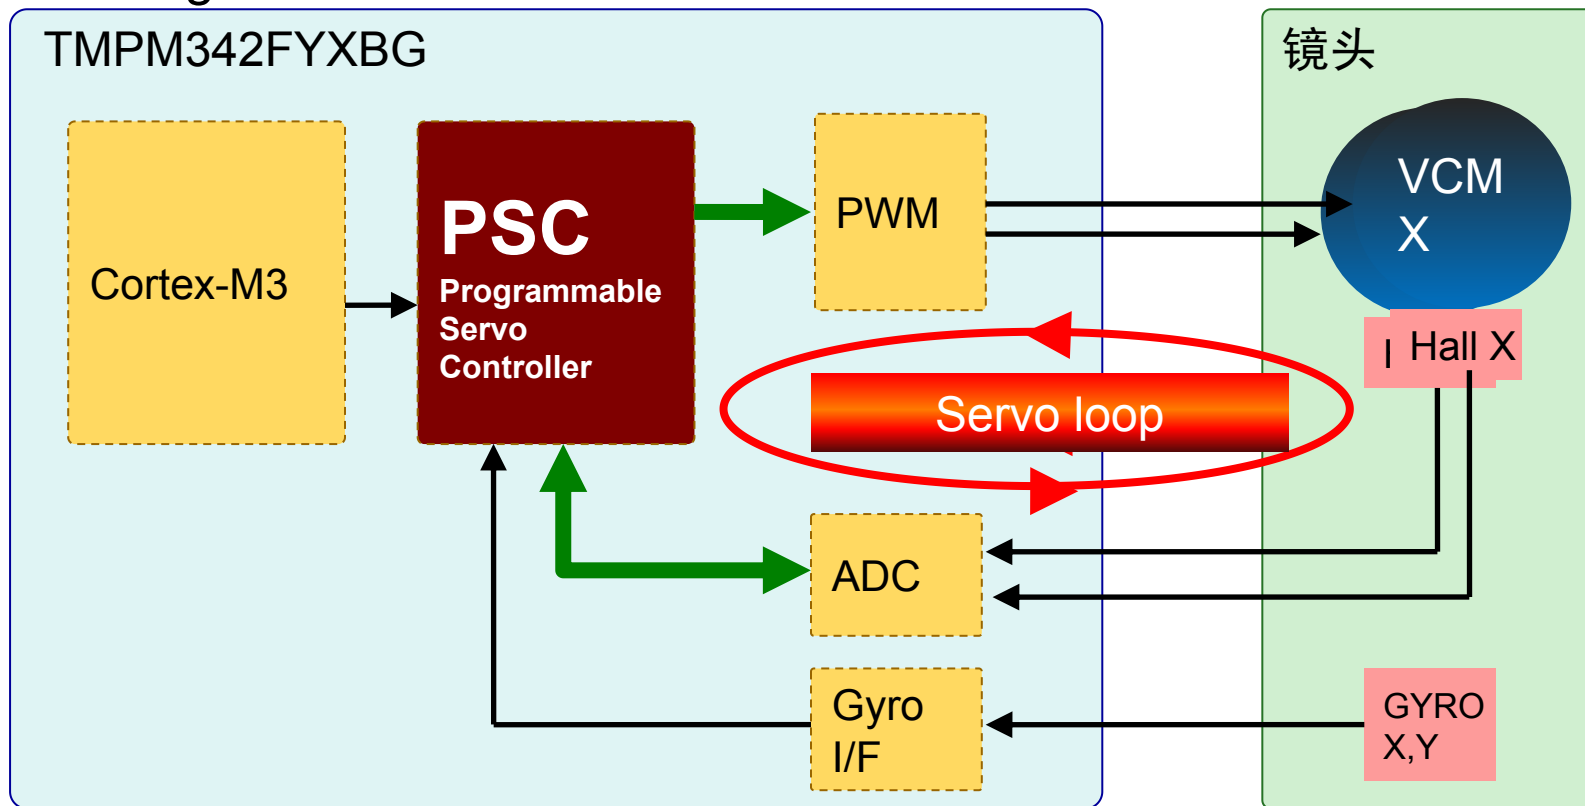 TMPM342FYXBG
镜头
Cortex-M3
PSC
Programmable
Servo
Controller
PWM
VCM
X
Hall X
Servo loop
ADC
Gyro
I/F
GYRO
X,Y